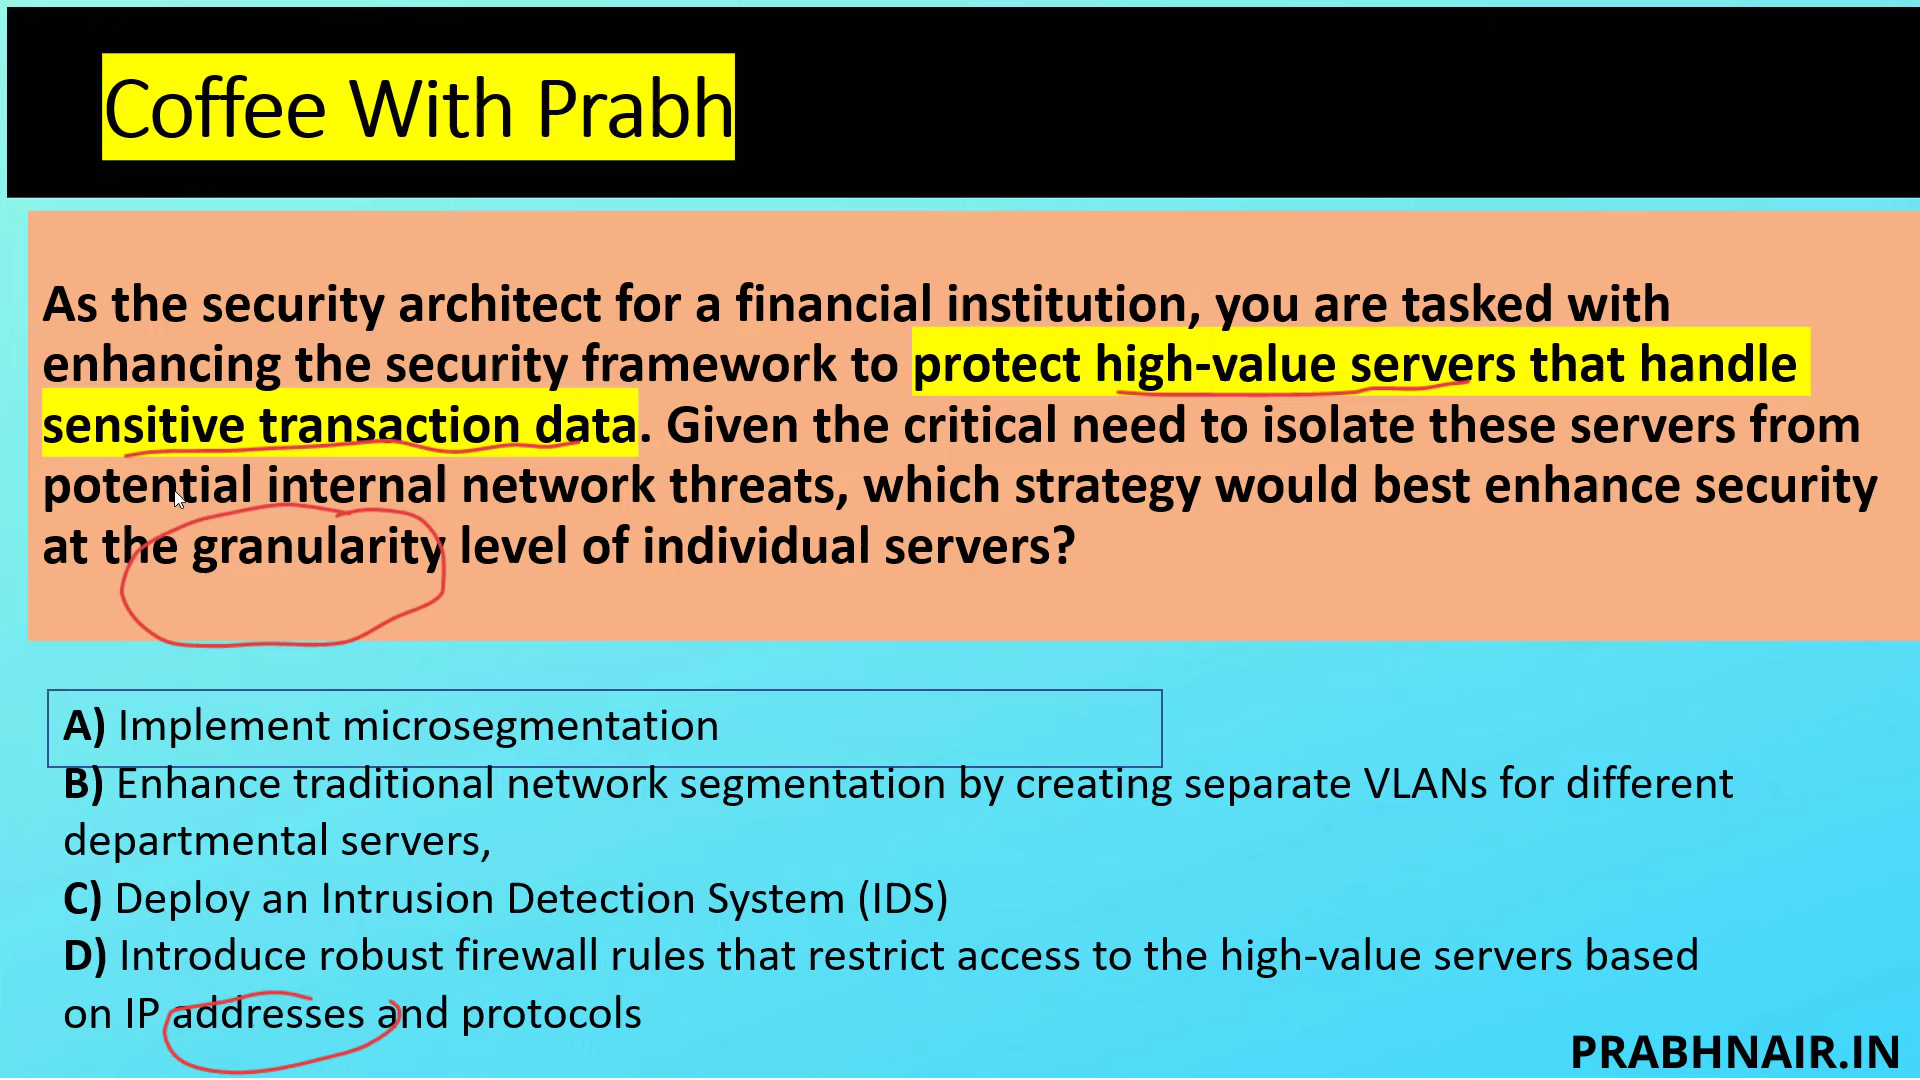 Coffee With Prabh
As the security architect for a financial institution, you are tasked with
enhancing the security framework to protect high-value servers that handle
sensitive transaction data. Given the critical need to isolate these servers from
potential internal network threats, which strategy would best enhance security
at the granularity level of individual servers?
A) Implement microsegmentation
B) Enhance traditional network segmentation by creating separate VLANs for different
departmental servers,
C) Deploy an Intrusion Detection System (IDS)
D) Introduce robust firewall rules that restrict access to the high-value servers based
on IP addresses and protocols
PRABHNAIR.IN